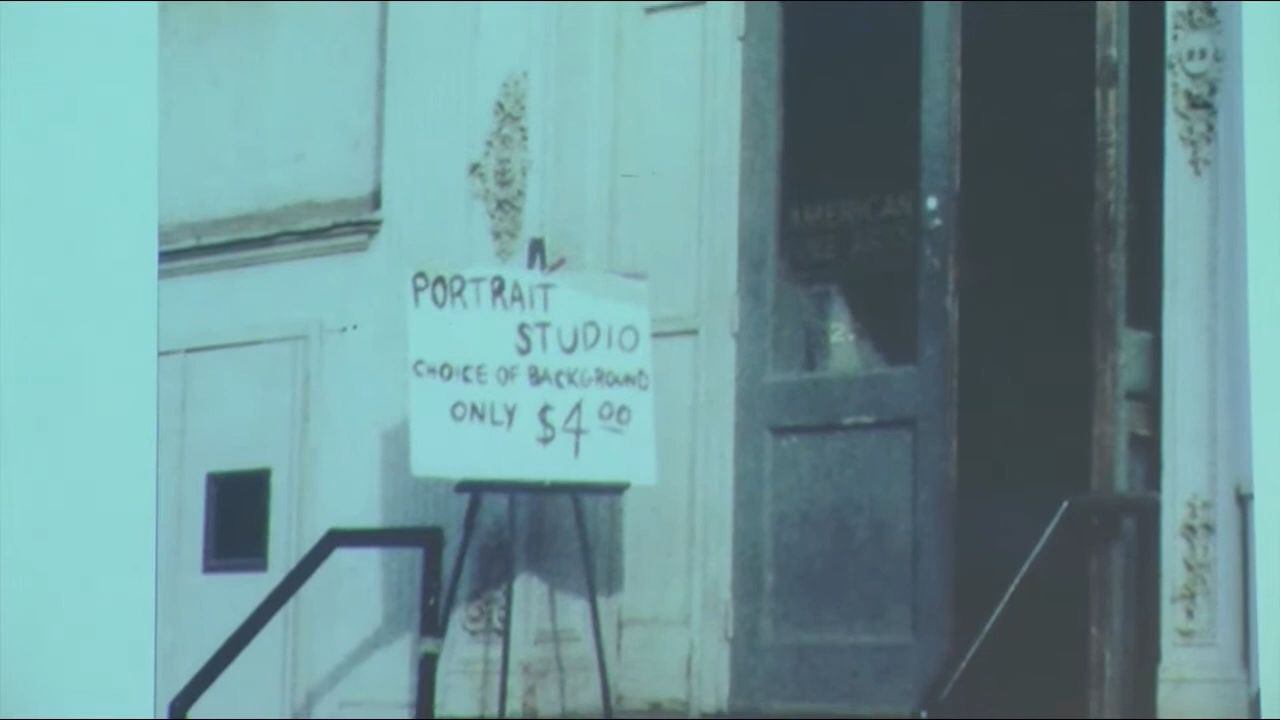 PORTRAIT
STUDIO
CHOICE OF BACKGROUND
ONLY $4.00
AMERICAN